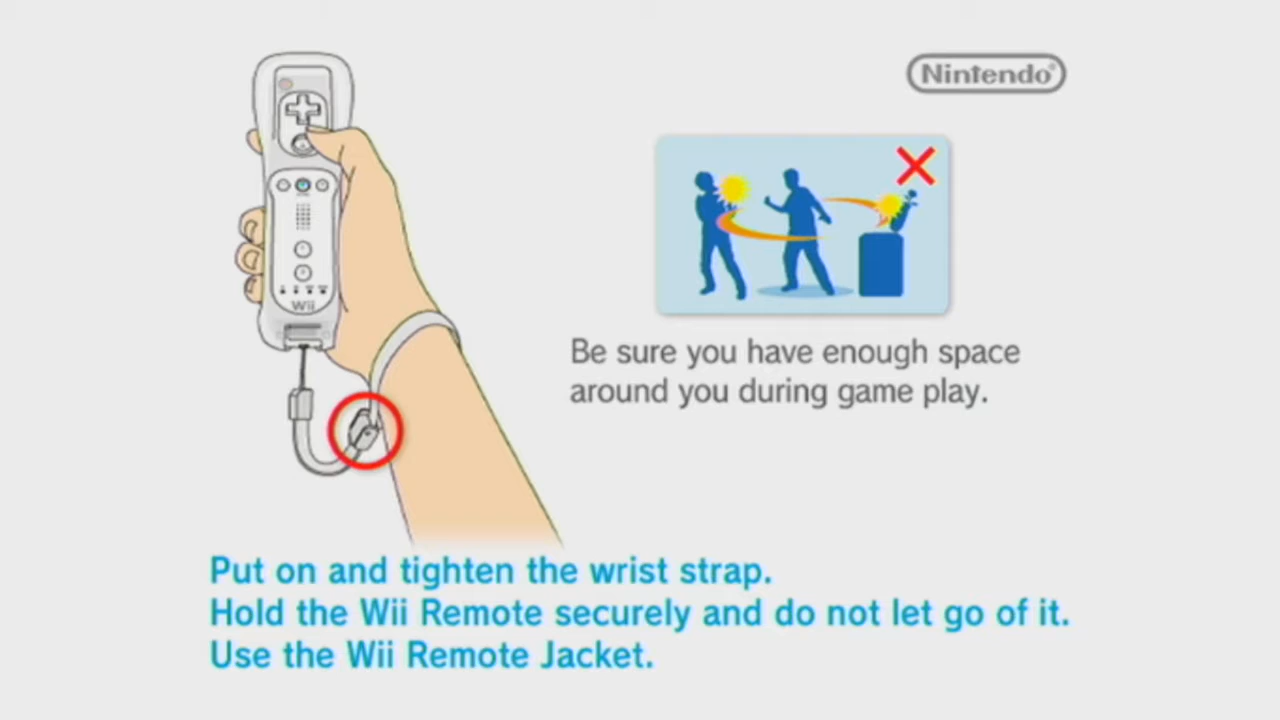 Nintendo®
Be sure you have enough space
around you during game play.
Wii
Put on and tighten the wrist strap.
Hold the Wii Remote securely and do not let go of it.
Use the Wii Remote Jacket.